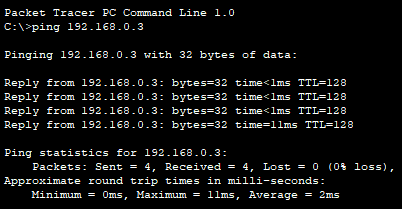 Packet Tracer PC Command Line 1.0
C:\>ping 192.168.0.3
Pinging 192.168.0.3 with 32 bytes of data:
Reply from 192.168.0.3: bytes=32 time<1ms TTL=128
Reply from 192.168.0.3: bytes=32 time<1ms TTL=128
Reply from 192.168.0.3: bytes=32 time<1ms TTL=128
Reply from 192.168.0.3: bytes=32 time=11ms TTL=128
Ping statistics for 192.168.0.3:
Packets: Sent = 4, Received = 4, Lost = 0 (0% loss),
Approximate round trip times in milli-seconds:
Minimum = 0ms, Maximum = 11ms, Average = 2ms